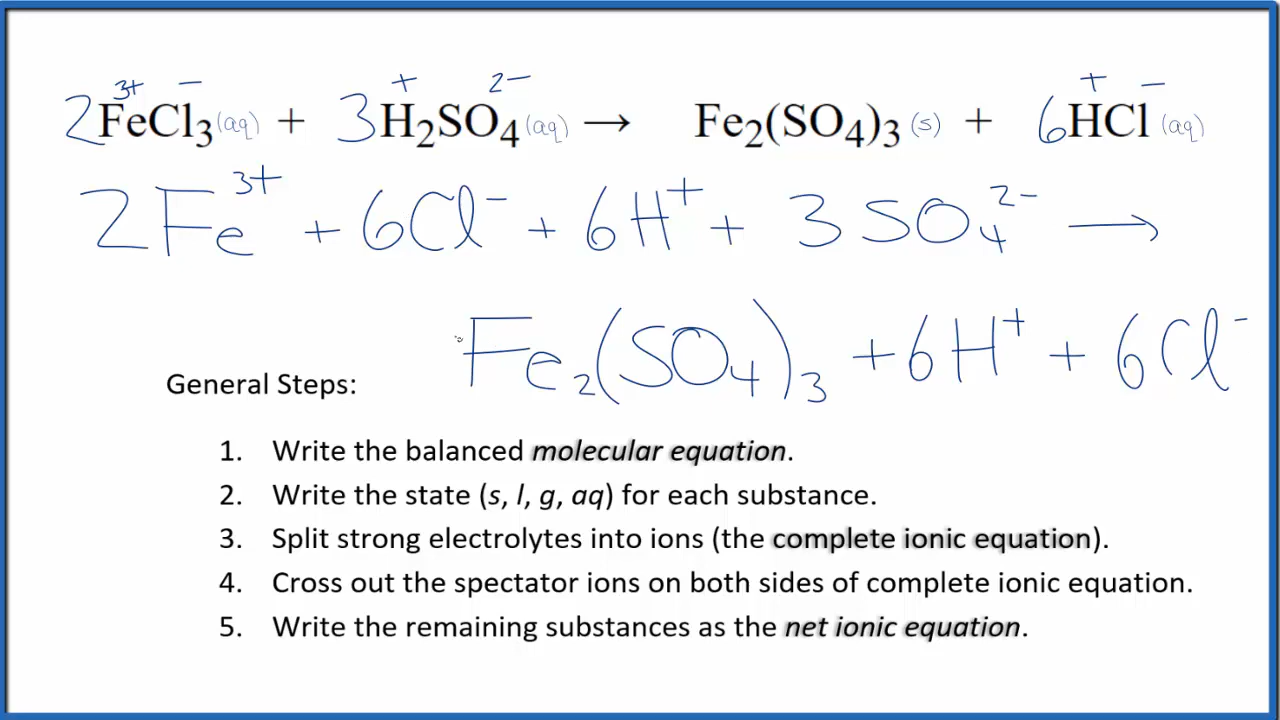 3+ − + 2− + −
2FeCl₃(aq) + 3H₂SO₄(aq) → Fe₂(SO₄)₃(s) + 6HCl(aq)
2Fe³⁺ + 6Cl⁻ + 6H⁺ + 3SO₄²⁻ →
Fe₂(SO₄)₃ + 6H⁺ + 6Cl⁻
General Steps:
1. Write the balanced molecular equation.
2. Write the state (s, l, g, aq) for each substance.
3. Split strong electrolytes into ions (the complete ionic equation).
4. Cross out the spectator ions on both sides of complete ionic equation.
5. Write the remaining substances as the net ionic equation.